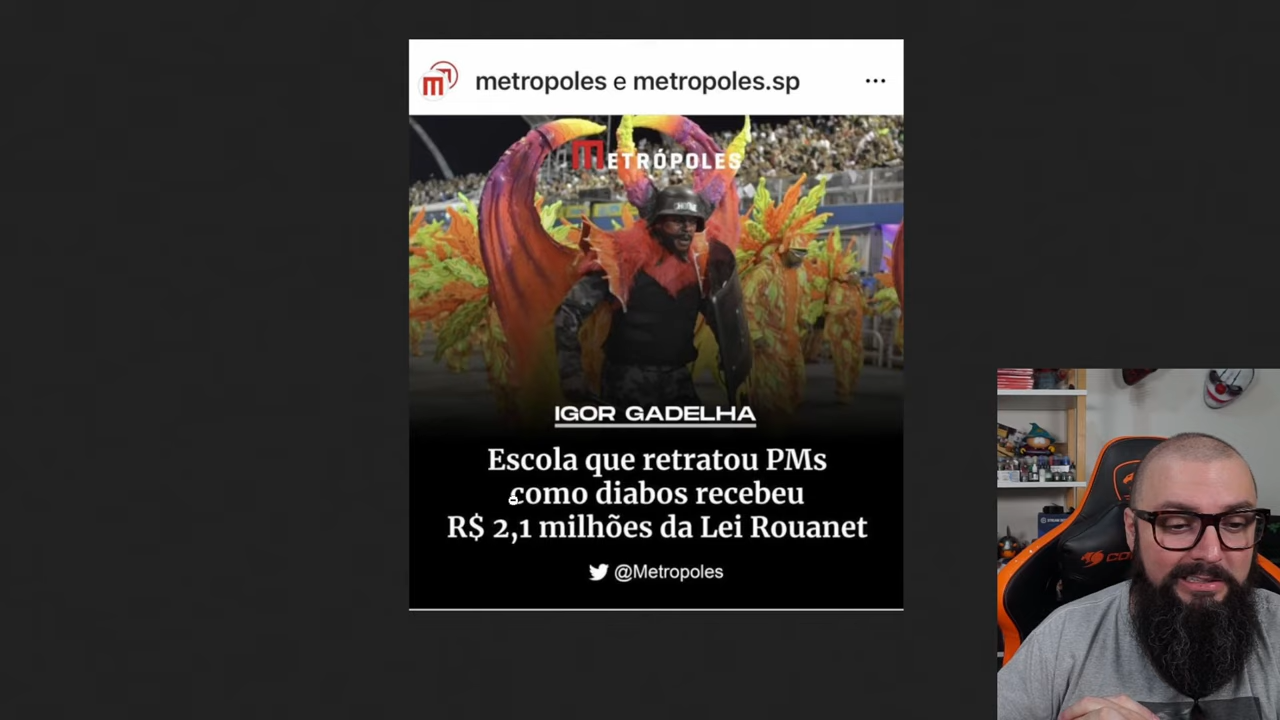 metropoles e metropoles.sp
METRÓPOLES
IGOR GADELHA
Escola que retratou PMs
como diabos recebeu
R$ 2,1 milhões da Lei Rouanet
@Metropoles